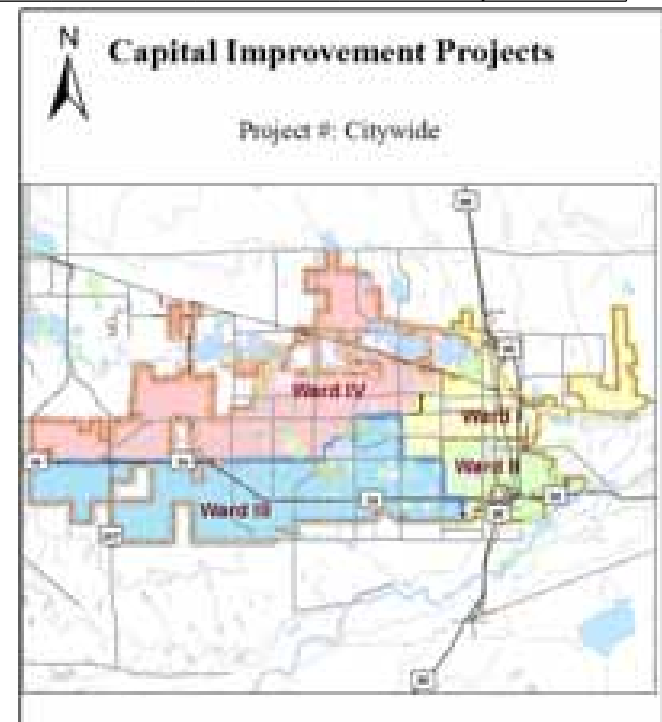 N
Capital Improvement Projects
Project #: Citywide
Ward IV
Ward I
Ward II
Ward III